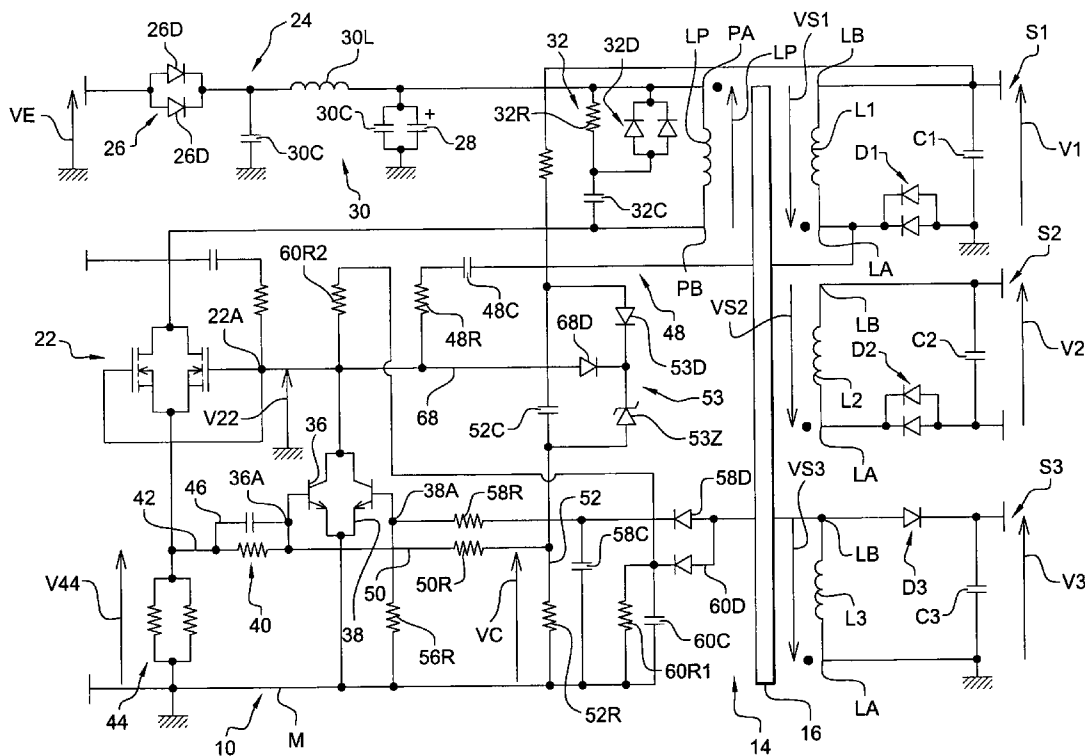 26D 24 30L 32 32D LP PA LP VS1 LB S1
VE 30C + 32R L1 C1 V1
26 26D 30C 28 D1
30 32C
60R2 PB LA S2
48C VS2 LB
22 22A 48R 48 D2 C2 V2
68D 53D
V22 68 53 L2
52C 53Z
36 LA
42 46 36A 38A 58R 58D VS3 S3
52 LB
58C D3
V44 40 38 50 50R VC 60D L3 C3 V3
56R 60C
60R1
44 10 M 52R 14 16 LA